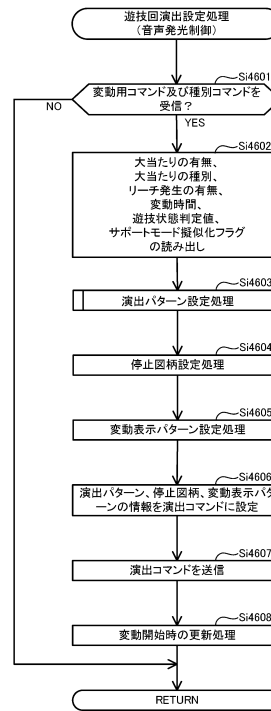 遊技回演出設定処理
(音声発光制御)
Si4601
変動用コマンド及び種別コマンドを
受信？
NO
YES
Si4602
大当たりの有無、
大当たりの種別、
リーチ発生の有無、
変動時間、
遊技状態判定値、
サポートモード擬似化フラグ
の読み出し
Si4603
演出パターン設定処理
Si4604
停止図柄設定処理
Si4605
変動表示パターン設定処理
Si4606
演出パターン、停止図柄、変動表示パタ
ーンの情報を演出コマンドに設定
Si4607
演出コマンドを送信
Si4608
変動開始時の更新処理
RETURN